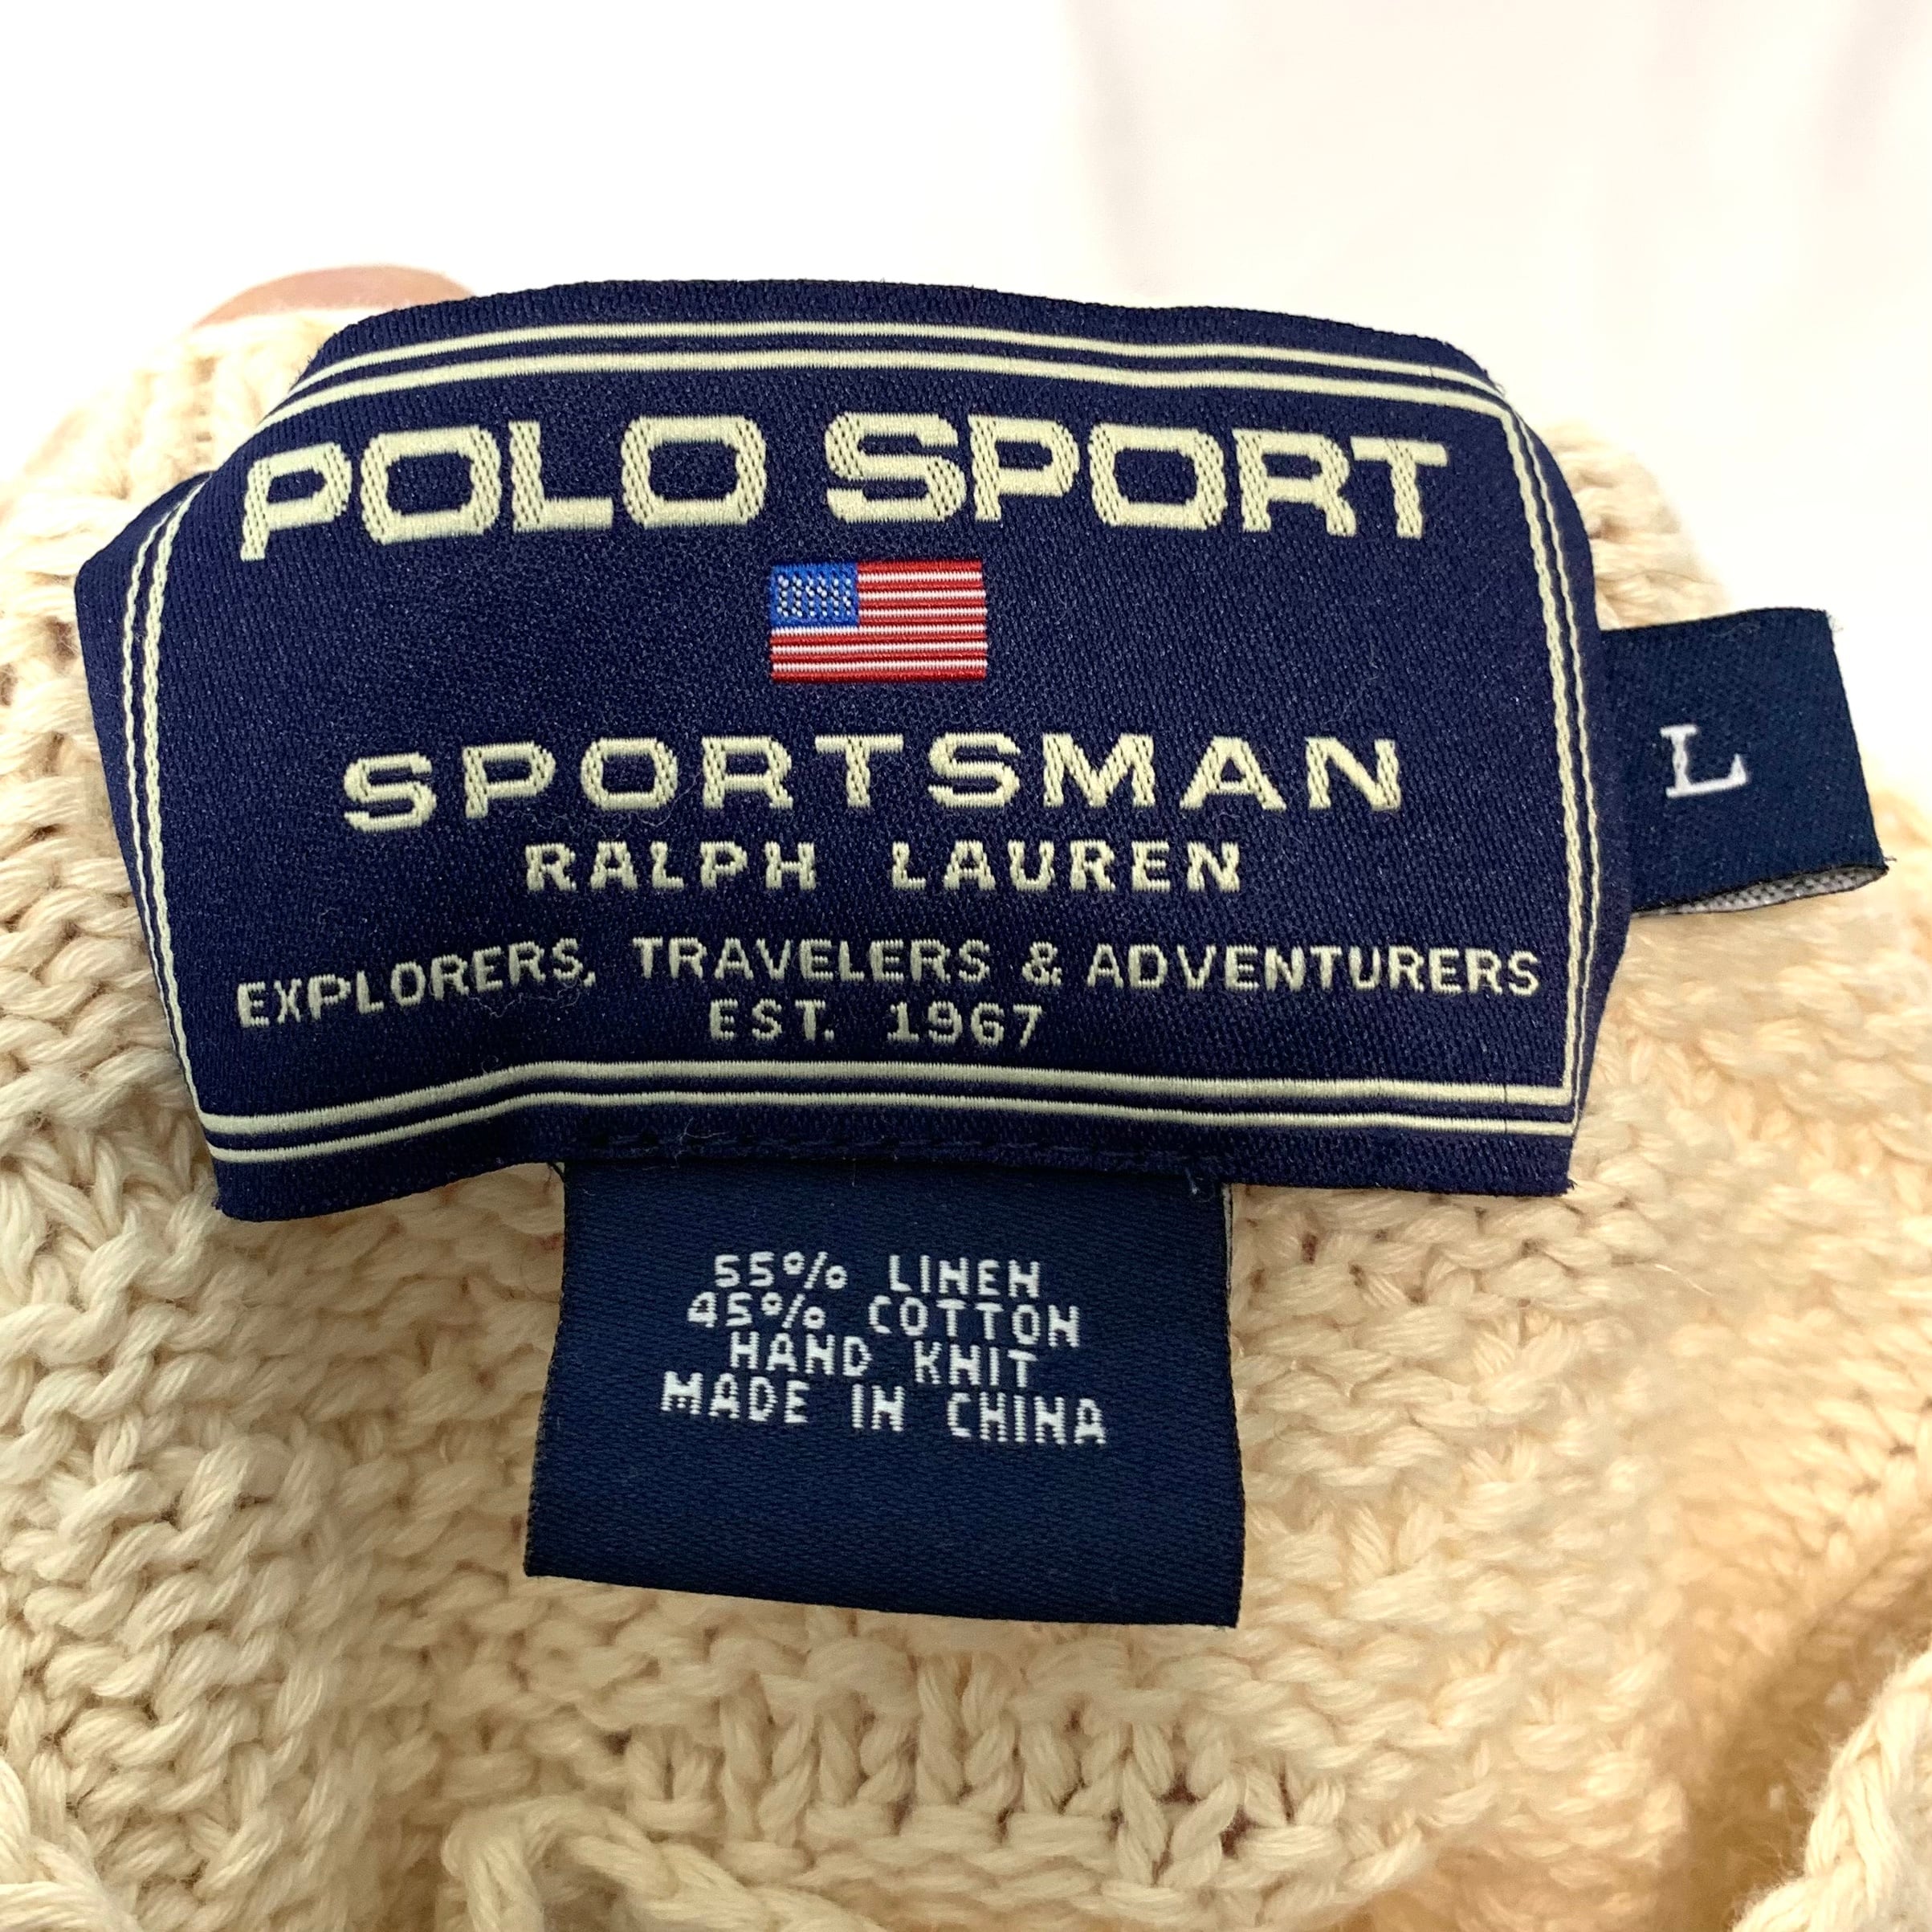 POLO SPORT
SPORTSMAN
RALPH LAUREN
EXPLORERS, TRAVELERS & ADVENTURERS
EST. 1967
L
55% LINEN
45% COTTON
HAND KNIT
MADE IN CHINA